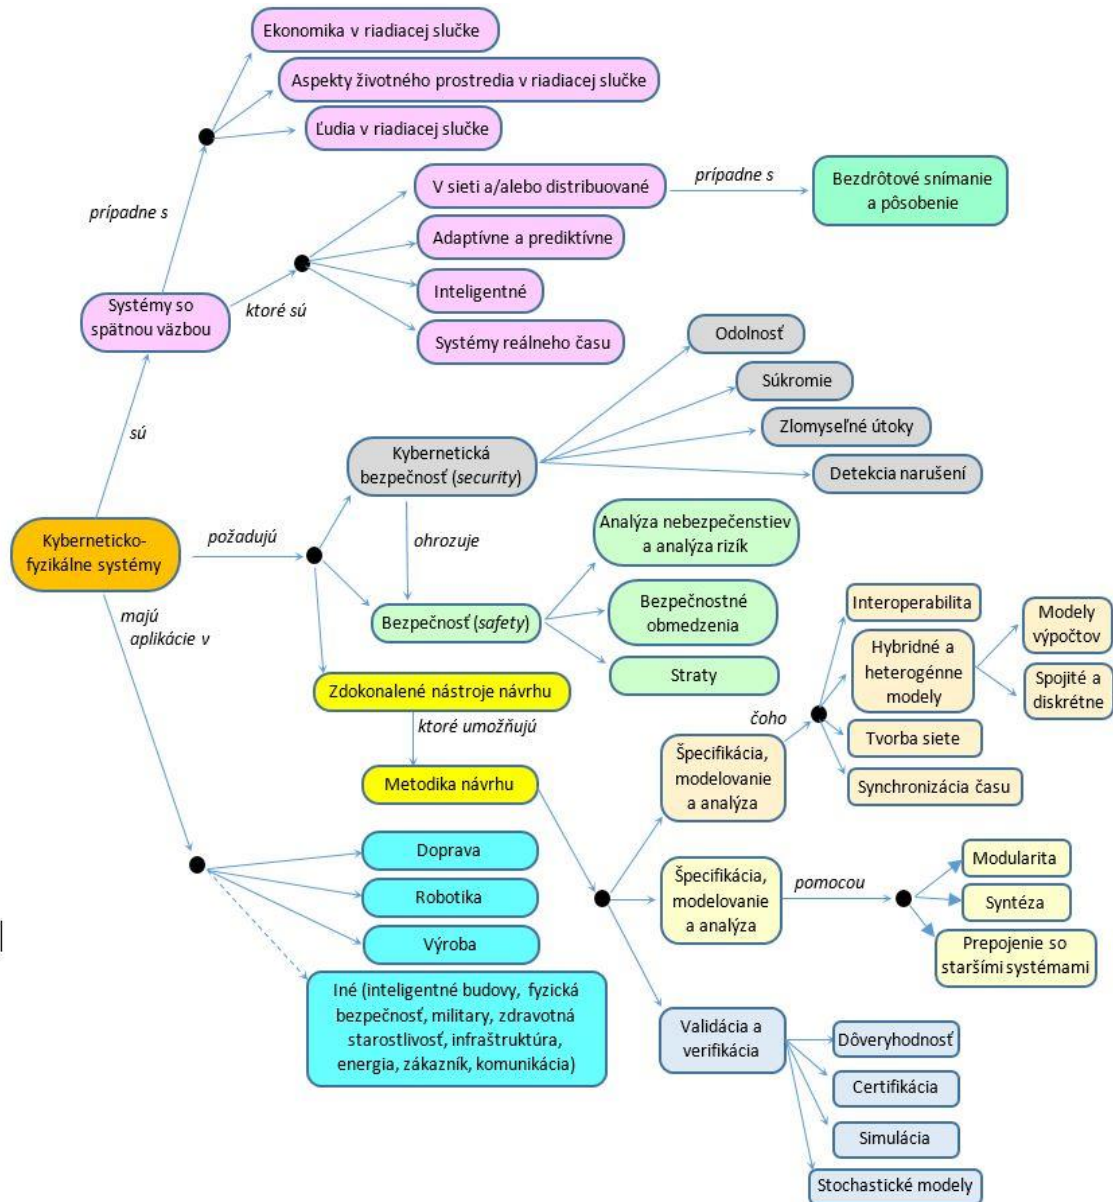 Ekonomika v riadiacej slučke
Aspekty životného prostredia v riadiacej slučke
Ľudia v riadiacej slučke
prípadne s
V sieti a/alebo distribuované
prípadne s
Bezdrôtové snímanie
a pôsobenie
Adaptívne a prediktívne
Inteligentné
Systémy reálneho času
ktoré sú
Systémy so
spätnou väzbou
sú
Odolnosť
Súkromie
Zlomyseľné útoky
Detekcia narušení
Kybernetická
bezpečnosť (security)
ohrozuje
Kyberneticko-
fyzikálne systémy
požadujú
Analýza nebezpečenstiev
a analýza rizík
Bezpečnostné
obmedzenia
Straty
Bezpečnosť (safety)
majú
aplikácie v
Zdokonalené nástroje návrhu
ktoré umožňujú
Metodika návrhu
čoho
Interoperabilita
Hybridné a
heterogénne
modely
Modely
výpočtov
Spojité a
diskrétne
Tvorba siete
Synchronizácia času
Špecifikácia,
modelovanie
a analýza
Doprava
Robotika
Výroba
Iné (inteligentné budovy, fyzická
bezpečnosť, military, zdravotná
starostlivosť, infraštruktúra,
energia, zákazník, komunikácia)
Špecifikácia,
modelovanie
a analýza
pomocou
Modularita
Syntéza
Prepojenie so
staršími systémami
Validácia a
verifikácia
Dôveryhodnosť
Certifikácia
Simulácia
Stochastické modely